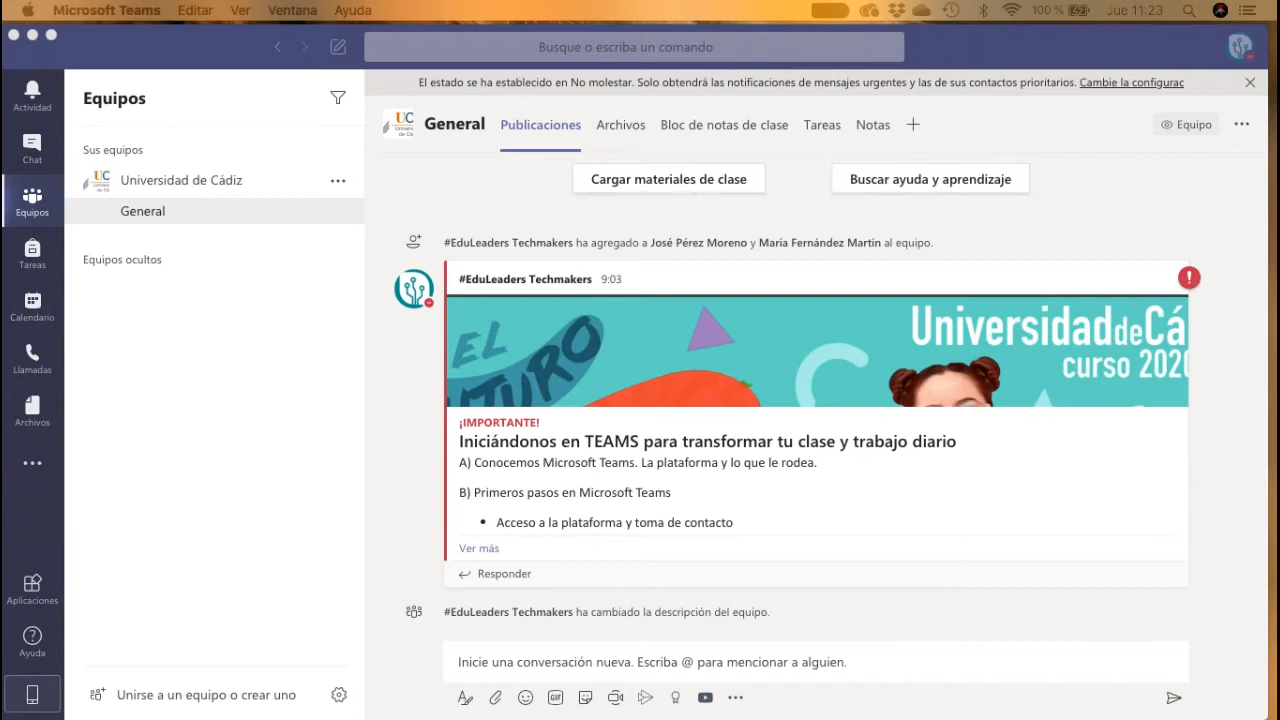 Microsoft Teams Editar Ver Ventana Ayuda 100 % Jue 11:23
Busque o escriba un comando
El estado se ha establecido en No molestar. Solo obtendrá las notificaciones de mensajes urgentes y las de sus contactos prioritarios. Cambie la configurac
Actividad
Chat
Equipos
Tareas
Calendario
Llamadas
Archivos
Aplicaciones
Ayuda
Equipos
Sus equipos
Universidad de Cádiz
General
Equipos ocultos
Unirse a un equipo o crear uno
UC
General Publicaciones Archivos Bloc de notas de clase Tareas Notas Equipo
Cargar materiales de clase Buscar ayuda y aprendizaje
#EduLeaders Techmakers ha agregado a José Pérez Moreno y María Fernández Martín al equipo.
#EduLeaders Techmakers 9:03
EL
FUTURO
UniversidaddeCá
curso 2020
¡IMPORTANTE!
Iniciándonos en TEAMS para transformar tu clase y trabajo diario
A) Conocemos Microsoft Teams. La plataforma y lo que le rodea.
B) Primeros pasos en Microsoft Teams
• Acceso a la plataforma y toma de contacto
Ver más
Responder
#EduLeaders Techmakers ha cambiado la descripción del equipo.
Inicie una conversación nueva. Escriba @ para mencionar a alguien.
GIF